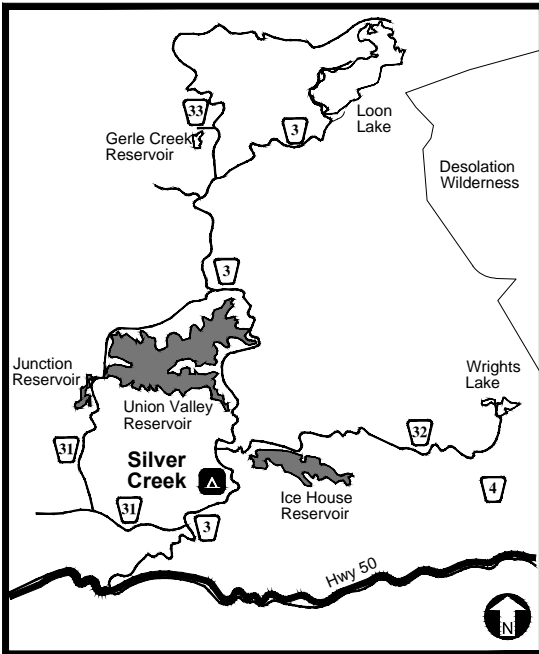 33
3
Loon
Lake
Gerle Creek
Reservoir
Desolation
Wilderness
3
Junction
Reservoir
Wrights
Lake
Union Valley
Reservoir
32
31
Silver
Creek
4
Ice House
Reservoir
31
3
Hwy 50
N